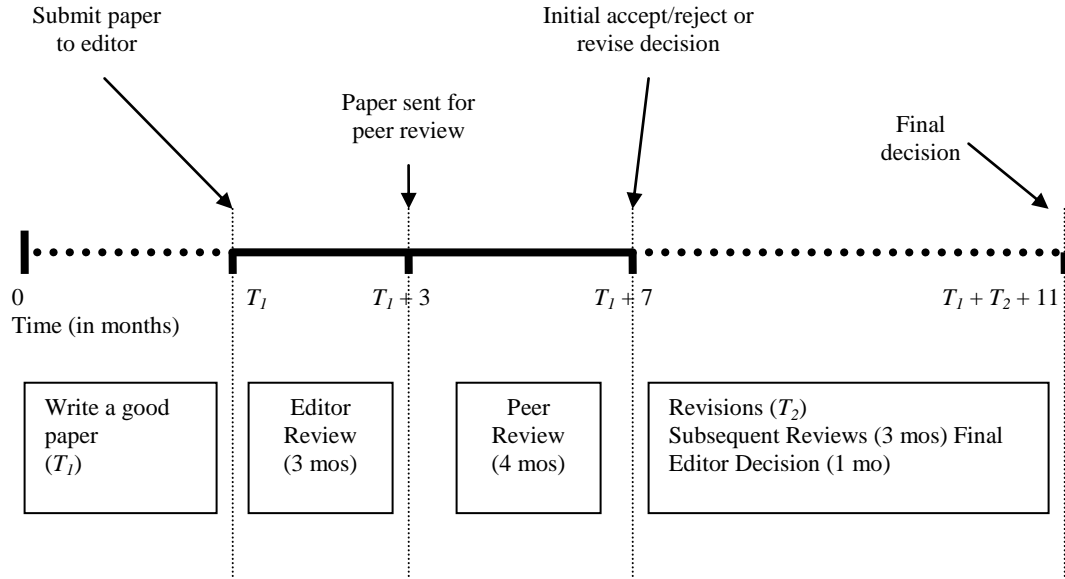 Submit paper
to editor
Initial accept/reject or
revise decision
Paper sent for
peer review
Final
decision
0
T1
T1 + 3
T1 + 7
T1 + T2 + 11
Time (in months)
Write a good
paper
(T1)
Editor
Review
(3 mos)
Peer
Review
(4 mos)
Revisions (T2)
Subsequent Reviews (3 mos) Final
Editor Decision (1 mo)